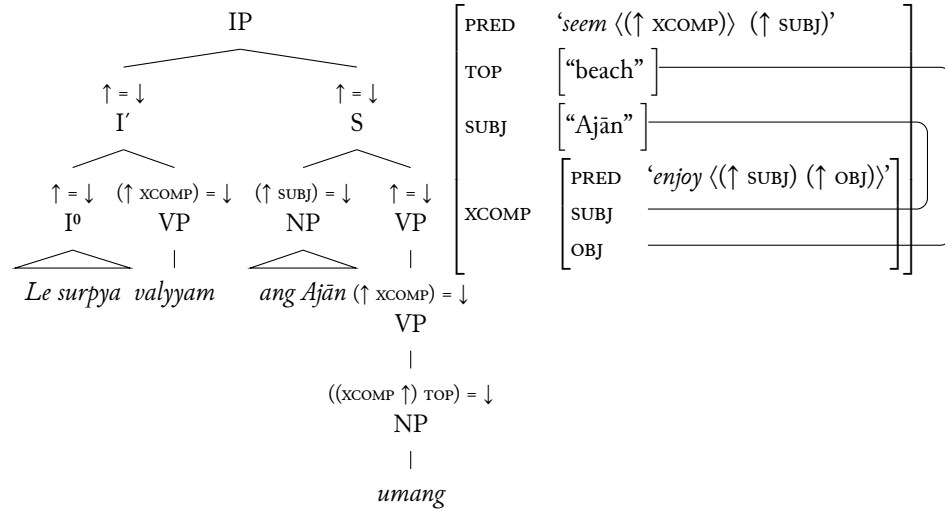 IP
↑ = ↓ ↑ = ↓
I′ S
↑ = ↓ (↑ XCOMP) = ↓ (↑ SUBJ) = ↓ ↑ = ↓
I⁰ VP NP VP
Le surpya valyyam ang Ajān (↑ XCOMP) = ↓
VP
((XCOMP ↑) TOP) = ↓
NP
umang
PRED ‘seem ⟨(↑ XCOMP)⟩ (↑ SUBJ)’
TOP [“beach”]
SUBJ [“Ajān”]
XCOMP
PRED ‘enjoy ⟨(↑ SUBJ) (↑ OBJ)⟩’
SUBJ
OBJ